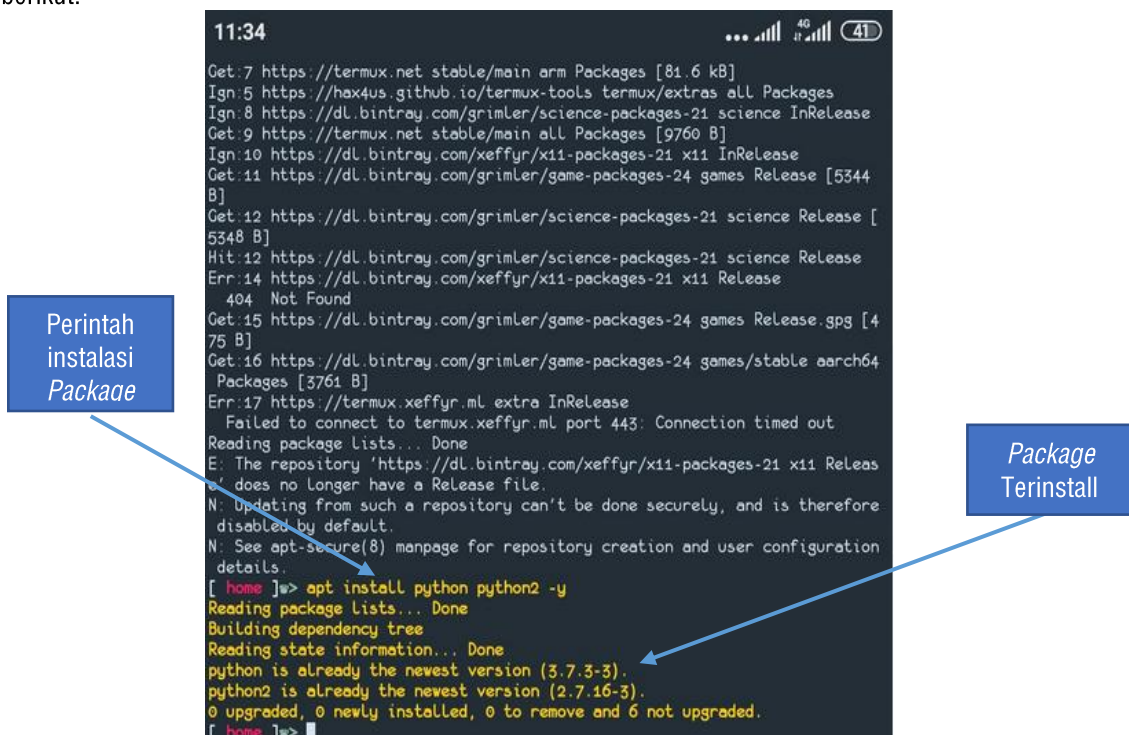 berikat:
11:34
4G
41
Get:7 https://termux.net stable/main arm Packages [81.6 kB]
Ign:5 https://hax4us.github.io/termux-tools termux/extras all Packages
Ign:8 https://dl.bintray.com/grimler/science-packages-21 science InRelease
Get:9 https://termux.net stable/main all Packages [9760 B]
Ign:10 https://dl.bintray.com/xeffyr/x11-packages-21 x11 InRelease
Get:11 https://dl.bintray.com/grimler/game-packages-24 games Release [5344
B]
Get:12 https://dl.bintray.com/grimler/science-packages-21 science Release [
5348 B]
Hit:12 https://dl.bintray.com/grimler/science-packages-21 science Release
Err:14 https://dl.bintray.com/xeffyr/x11-packages-21 x11 Release
404 Not Found
Get:15 https://dl.bintray.com/grimler/game-packages-24 games Release.gpg [4
75 B]
Get:16 https://dl.bintray.com/grimler/game-packages-24 games/stable aarch64
Packages [3761 B]
Err:17 https://termux.xeffyr.ml extra InRelease
Failed to connect to termux.xeffyr.ml port 443: Connection timed out
Reading package lists... Done
E: The repository 'https://dl.bintray.com/xeffyr/x11-packages-21 x11 Releas
e' does no longer have a Release file.
N: Updating from such a repository can't be done securely, and is therefore
disabled by default.
N: See apt-secure(8) manpage for repository creation and user configuration
details.
[ home ]w> apt install python python2 -y
Reading package lists... Done
Building dependency tree
Reading state information... Done
python is already the newest version (3.7.3-3).
python2 is already the newest version (2.7.16-3).
0 upgraded, 0 newly installed, 0 to remove and 6 not upgraded.
[ home ]w>
Perintah
instalasi
Package
Package
Terinstall